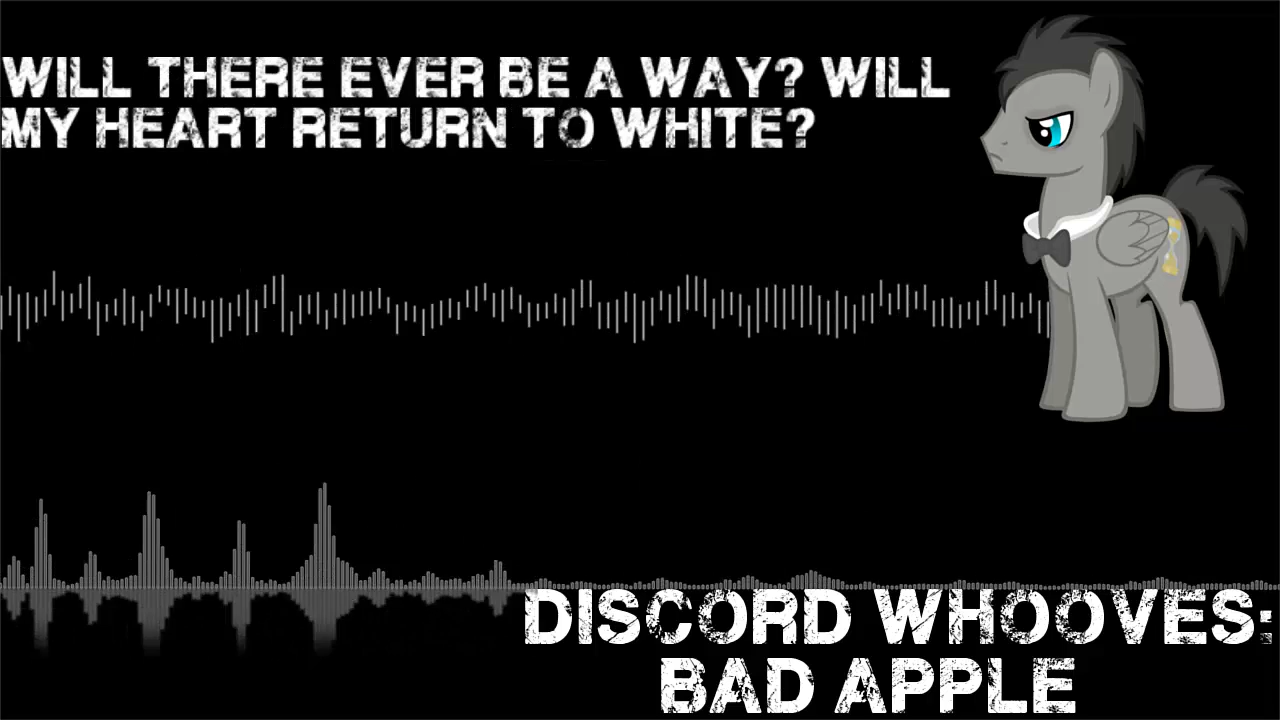 WILL THERE EVER BE A WAY? WILL
MY HEART RETURN TO WHITE?
DISCORD WHOOVES:
BAD APPLE